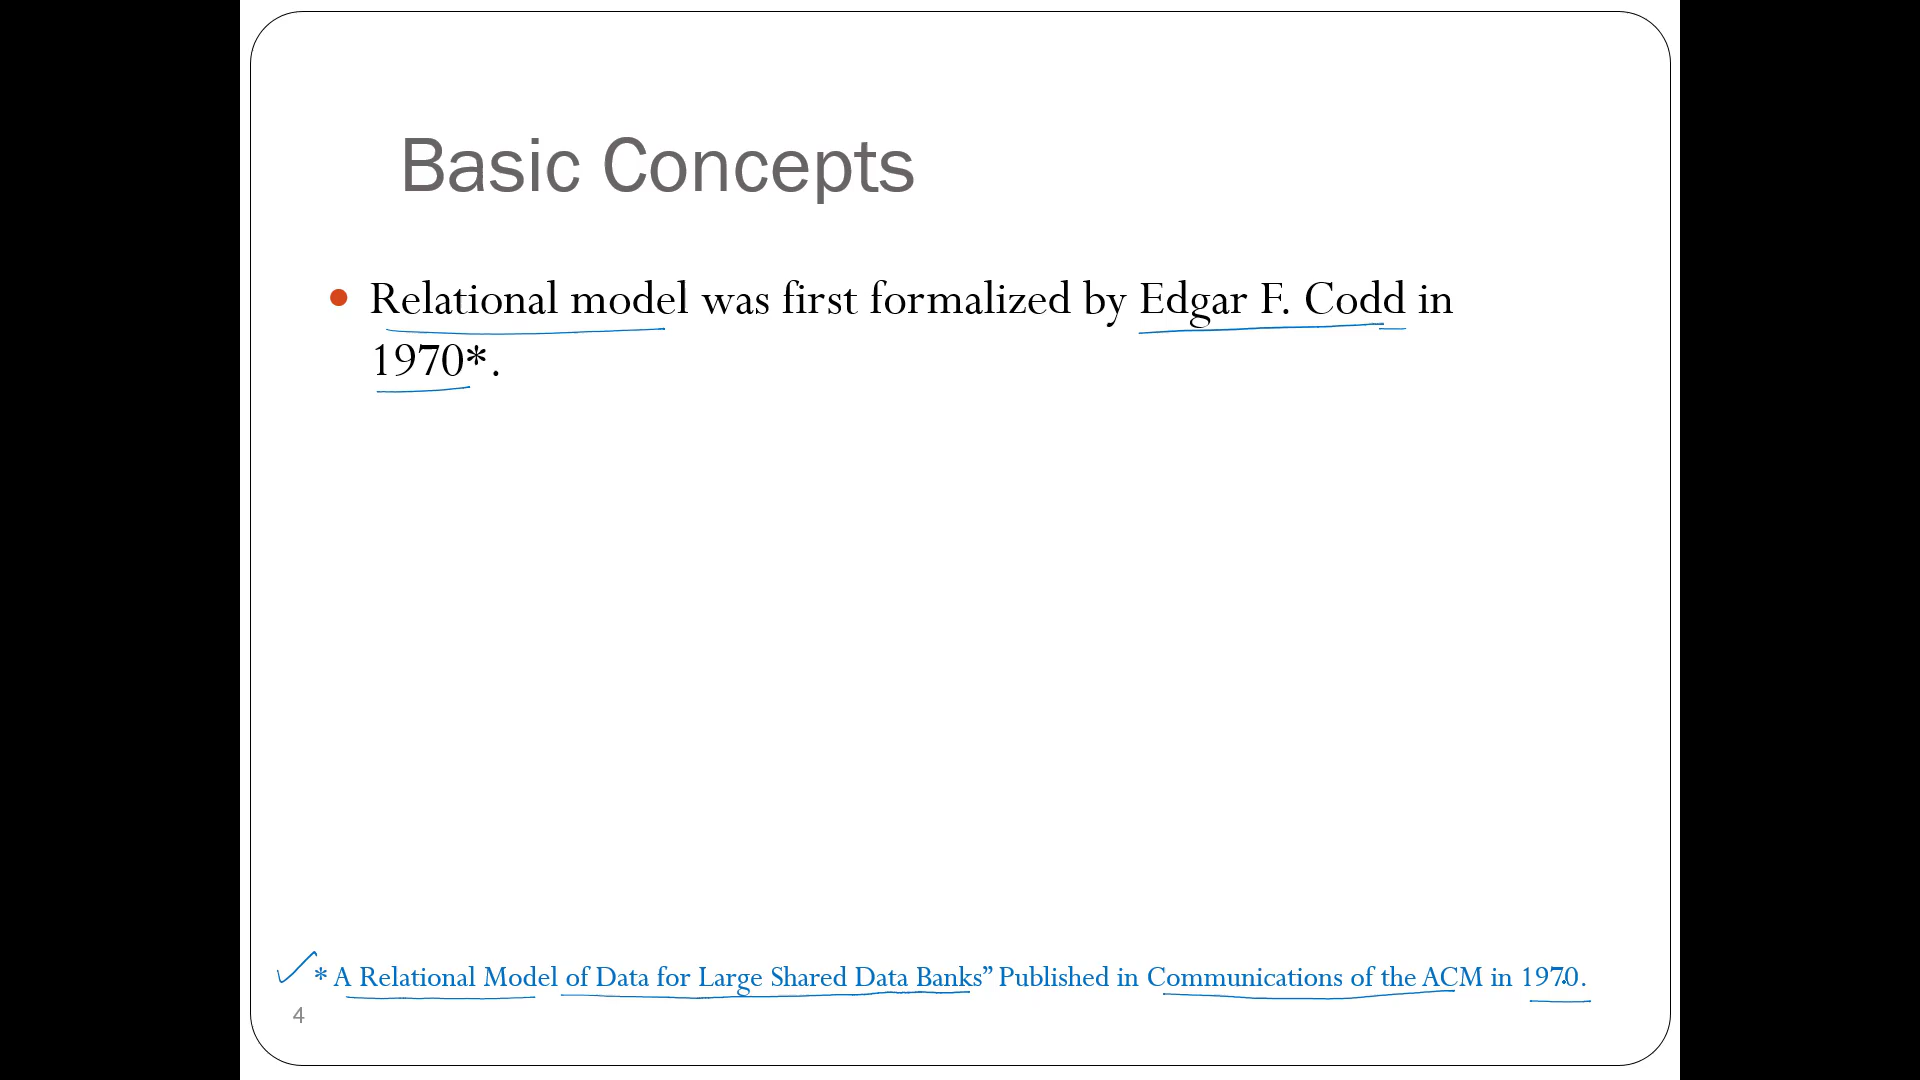 Basic Concepts
Relational model was first formalized by Edgar F. Codd in
1970*.
* A Relational Model of Data for Large Shared Data Banks” Published in Communications of the ACM in 1970.
4